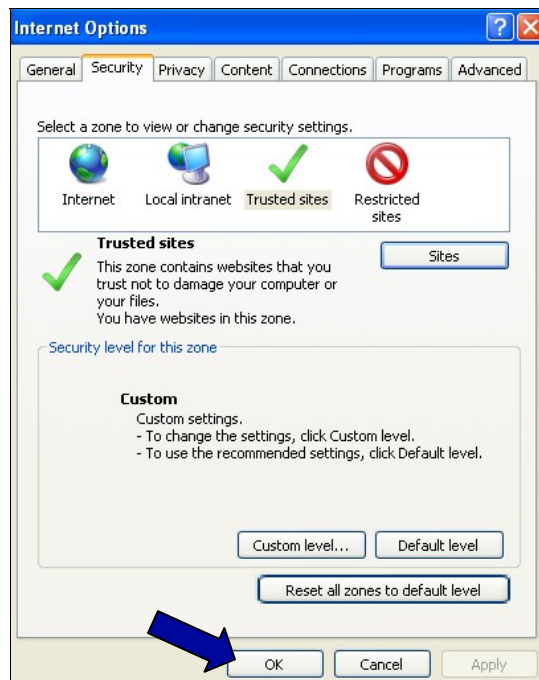 Internet Options
General Security Privacy Content Connections Programs Advanced
Select a zone to view or change security settings.
Internet Local intranet Trusted sites Restricted
sites
Trusted sites
Sites
This zone contains websites that you
trust not to damage your computer or
your files.
You have websites in this zone.
Security level for this zone
Custom
Custom settings.
- To change the settings, click Custom level.
- To use the recommended settings, click Default level.
Custom level... Default level
Reset all zones to default level
OK Cancel Apply